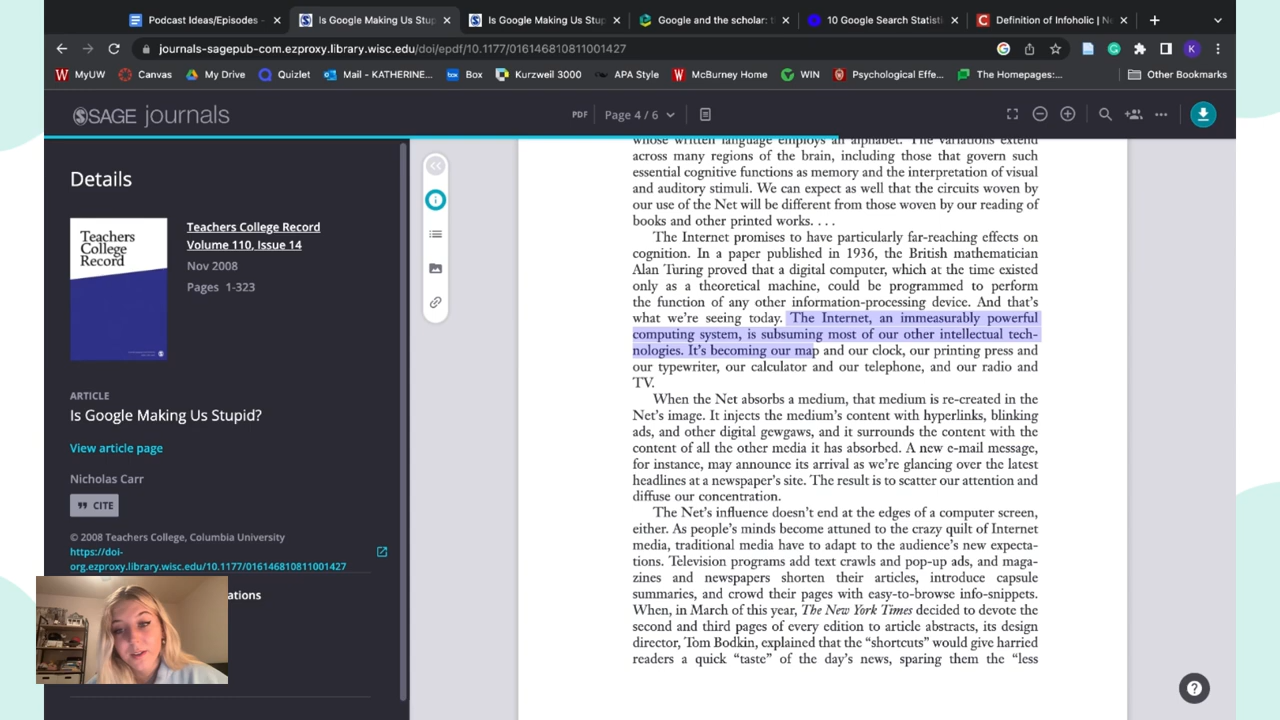 Podcast Ideas/Episodes -
Is Google Making Us Stup
Is Google Making Us Stup
Google and the scholar: t
10 Google Search Statisti
Definition of Infoholic | Ne
journals-sagepub-com.ezproxy.library.wisc.edu/doi/epdf/10.1177/016146810811001427
K
MyUW
Canvas
My Drive
Quizlet
Mail - KATHERINE...
Box
Kurzweil 3000
APA Style
McBurney Home
WIN
Psychological Effe...
The Homepages:...
Other Bookmarks
SAGE journals
PDF
Page 4 / 6
Details
Teachers
College
Record
Teachers College Record
Volume 110, Issue 14
Nov 2008
Pages 1-323
ARTICLE
Is Google Making Us Stupid?
View article page
Nicholas Carr
CITE
© 2008 Teachers College, Columbia University
https://doi-
org.ezproxy.library.wisc.edu/10.1177/016146810811001427
ations
whose written language employs an alphabet. The variations extend
across many regions of the brain, including those that govern such
essential cognitive functions as memory and the interpretation of visual
and auditory stimuli. We can expect as well that the circuits woven by
our use of the Net will be different from those woven by our reading of
books and other printed works. . . .
The Internet promises to have particularly far-reaching effects on
cognition. In a paper published in 1936, the British mathematician
Alan Turing proved that a digital computer, which at the time existed
only as a theoretical machine, could be programmed to perform
the function of any other information-processing device. And that's
what we're seeing today. The Internet, an immeasurably powerful
computing system, is subsuming most of our other intellectual tech-
nologies. It's becoming our map and our clock, our printing press and
our typewriter, our calculator and our telephone, and our radio and
TV.
When the Net absorbs a medium, that medium is re-created in the
Net's image. It injects the medium's content with hyperlinks, blinking
ads, and other digital gewgaws, and it surrounds the content with the
content of all the other media it has absorbed. A new e-mail message,
for instance, may announce its arrival as we're glancing over the latest
headlines at a newspaper's site. The result is to scatter our attention and
diffuse our concentration.
The Net's influence doesn't end at the edges of a computer screen,
either. As people's minds become attuned to the crazy quilt of Internet
media, traditional media have to adapt to the audience's new expecta-
tions. Television programs add text crawls and pop-up ads, and maga-
zines and newspapers shorten their articles, introduce capsule
summaries, and crowd their pages with easy-to-browse info-snippets.
When, in March of this year, The New York Times decided to devote the
second and third pages of every edition to article abstracts, its design
director, Tom Bodkin, explained that the "shortcuts" would give harried
readers a quick "taste" of the day's news, sparing them the "less